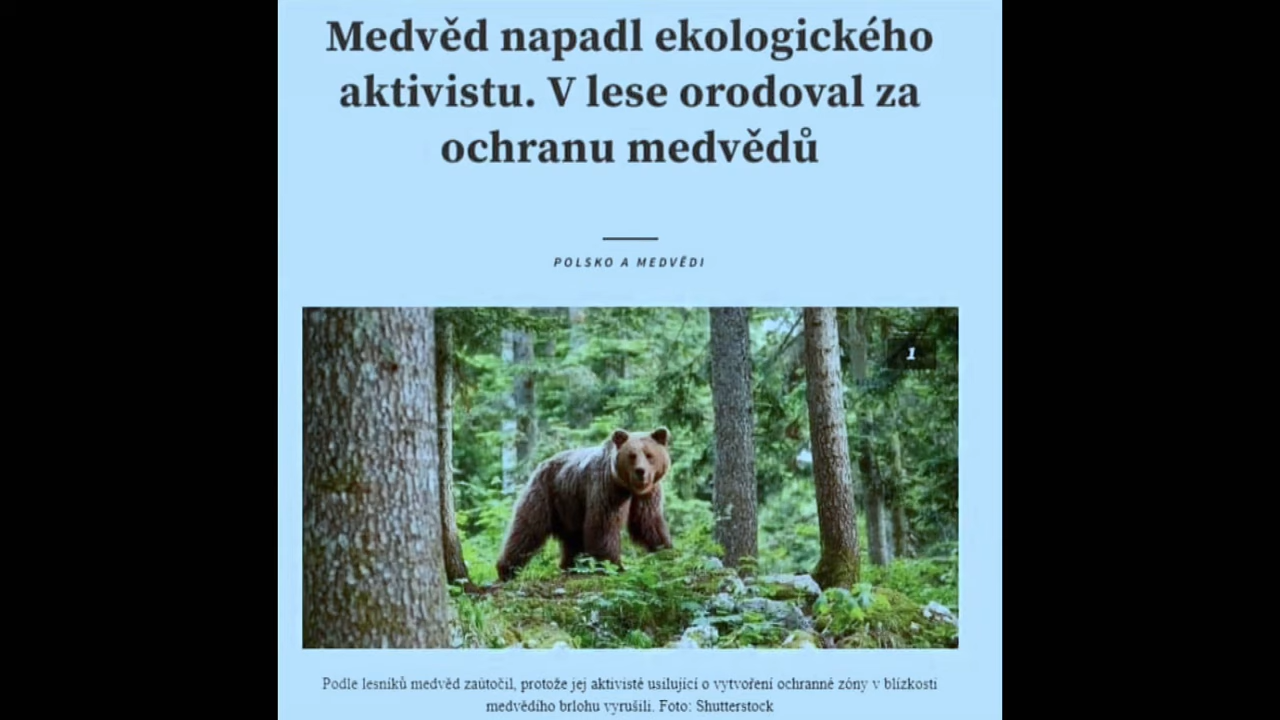 Medvěd napadl ekologického
aktivistu. V lese orodoval za
ochranu medvědů
POLSKO A MEDVĚDI
1
Podle lesníků medvěd zaútočil, protože jej aktivisté usilující o vytvoření ochranné zóny v blízkosti
medvědího brlohu vyrušili. Foto: Shutterstock